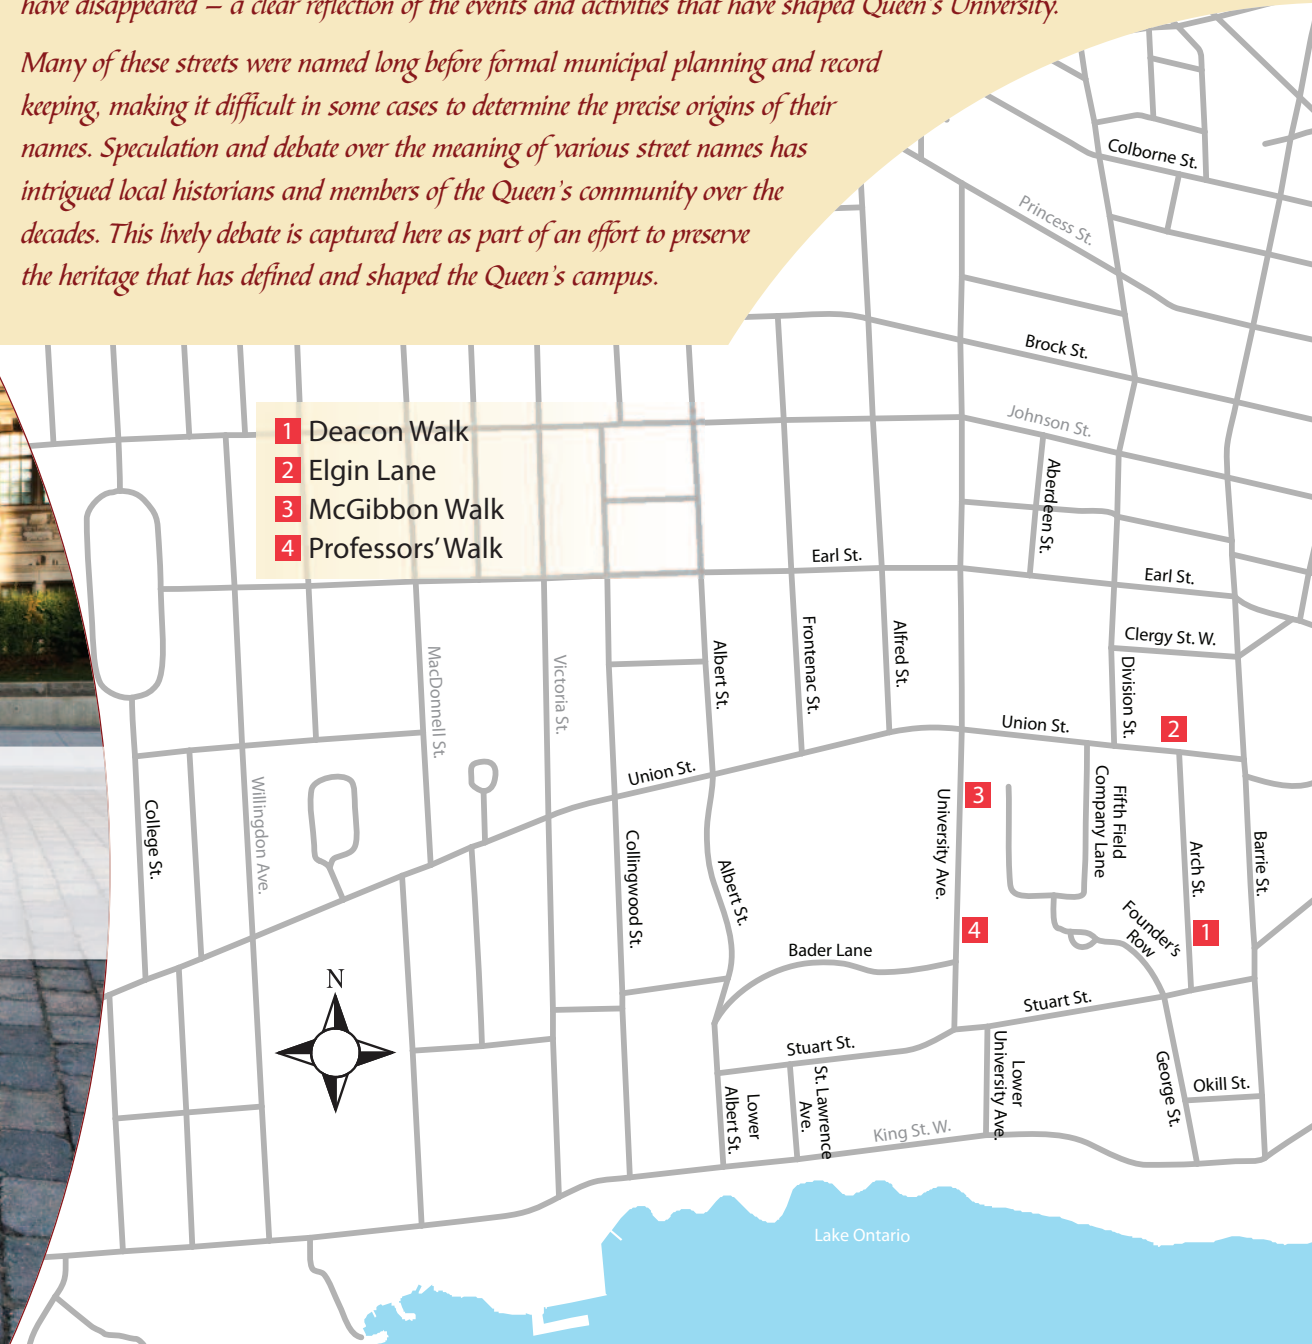 have disappeared – a clear reflection of the events and activities that have shaped Queen's University.
Many of these streets were named long before formal municipal planning and record
keeping, making it difficult in some cases to determine the precise origins of their
names. Speculation and debate over the meaning of various street names has
intrigued local historians and members of the Queen's community over the
decades. This lively debate is captured here as part of an effort to preserve
the heritage that has defined and shaped the Queen's campus.
Colborne St.
Princess St.
Brock St.
Johnson St.
1 Deacon Walk
2 Elgin Lane
3 McGibbon Walk
4 Professors' Walk
Aberdeen St.
Earl St.
Earl St.
Clergy St. W.
MacDonnell St.
Victoria St.
Albert St.
Frontenac St.
Alfred St.
Division St.
2
Union St.
Union St.
College St.
Willingdon Ave.
Collingwood St.
Albert St.
University Ave.
3
Fifth Field
Company Lane
Arch St.
Barrie St.
4
1
Founder's
Row
Bader Lane
N
Stuart St.
Stuart St.
Lower
Albert St.
St. Lawrence
Ave.
Lower
University Ave.
George St.
Okill St.
King St. W.
Lake Ontario